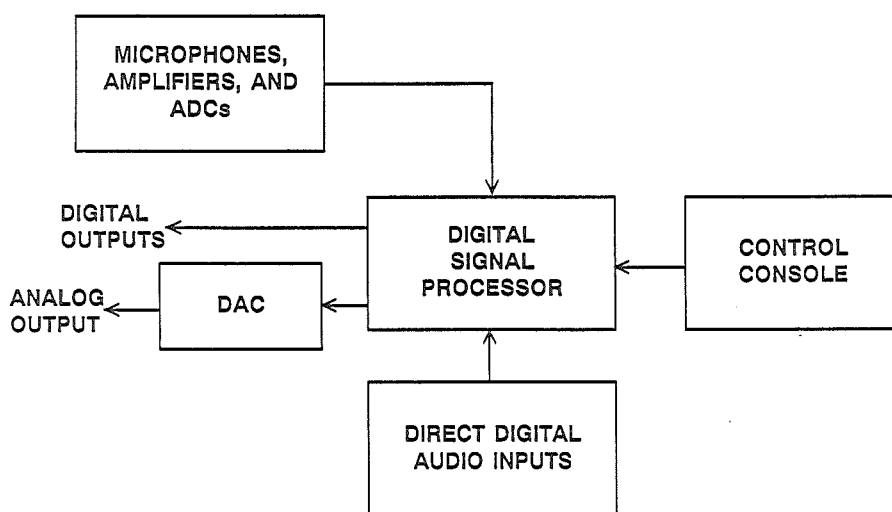 MICROPHONES,
AMPLIFIERS, AND
ADCs
DIGITAL
OUTPUTS
DIGITAL
SIGNAL
PROCESSOR
CONTROL
CONSOLE
ANALOG
OUTPUT
DAC
DIRECT DIGITAL
AUDIO INPUTS